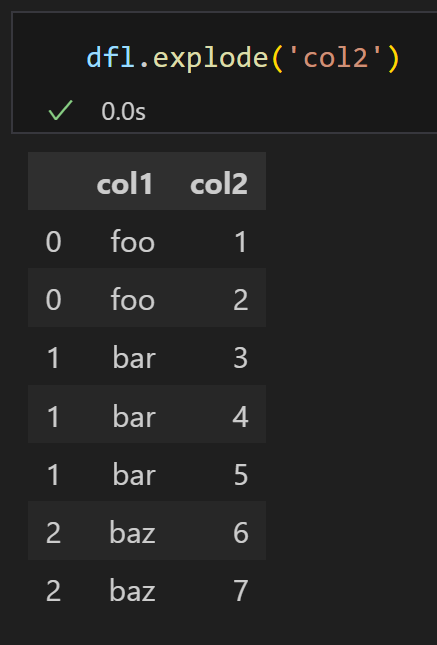 dfl.explode('col2')
0.0s
col1 col2
0 foo 1
0 foo 2
1 bar 3
1 bar 4
1 bar 5
2 baz 6
2 baz 7